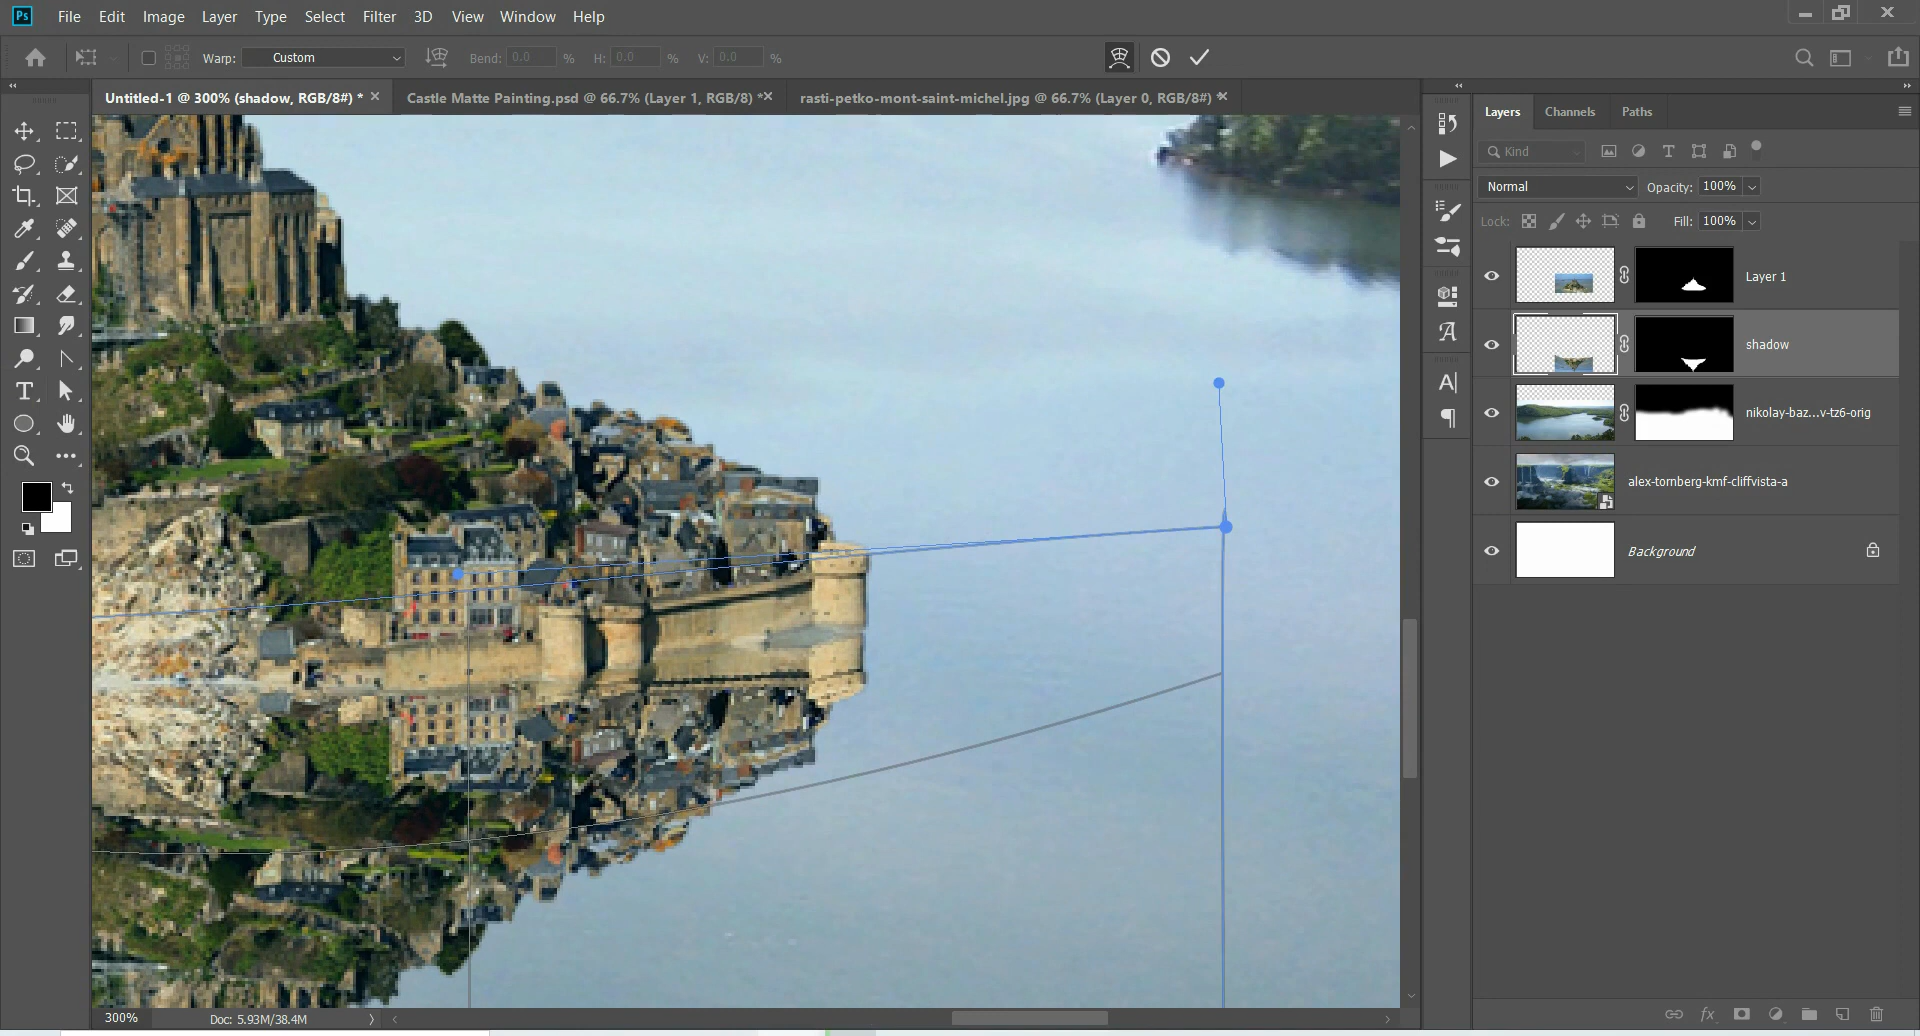 Ps File Edit Image Layer Type Select Filter 3D View Window Help
Warp: Custom Bend: 0.0 % H: 0.0 % V: 0.0 %
Untitled-1 @ 300% (shadow, RGB/8#) * × Castle Matte Painting.psd @ 66.7% (Layer 1, RGB/8) * × rasti-petko-mont-saint-michel.jpg @ 66.7% (Layer 0, RGB/8#) * ×
Layers Channels Paths
Kind
Normal Opacity: 100%
Lock: Fill: 100%
Layer 1
shadow
nikolay-baz...v-tz6-orig
alex-tornberg-kmf-cliffvista-a
Background
300% Doc: 5.93M/38.4M